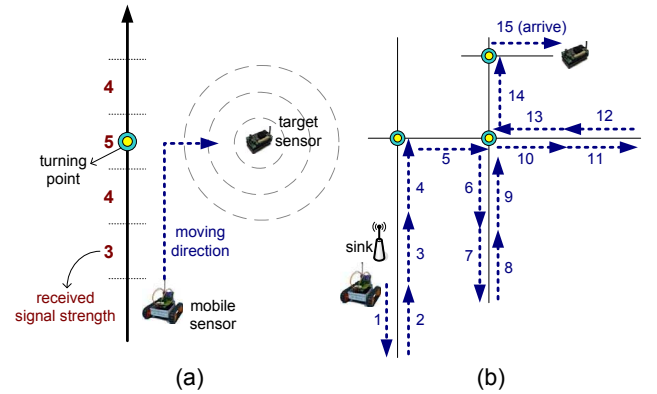 4
5
4
3
turning
point
received
signal strength
moving
direction
target
sensor
mobile
sensor
(a)
15 (arrive)
14
13
12
5
10
11
4
6
9
sink
3
7
8
1
2
(b)